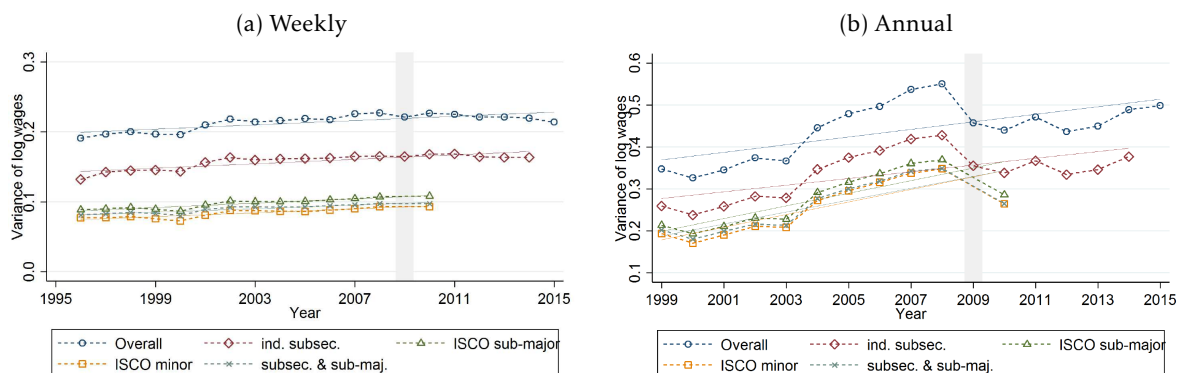 (a) Weekly
Variance of log wages
0.3
0.2
0.1
0.0
1995 1999 2003 2007 2011 2015
Year
Overall ind. subsec. ISCO sub-major
ISCO minor subsec. & sub-maj.
(b) Annual
Variance of log wages
0.6
0.5
0.4
0.3
0.2
0.1
1999 2001 2003 2005 2007 2009 2011 2013 2015
Year
Overall ind. subsec. ISCO sub-major
ISCO minor subsec. & sub-maj.